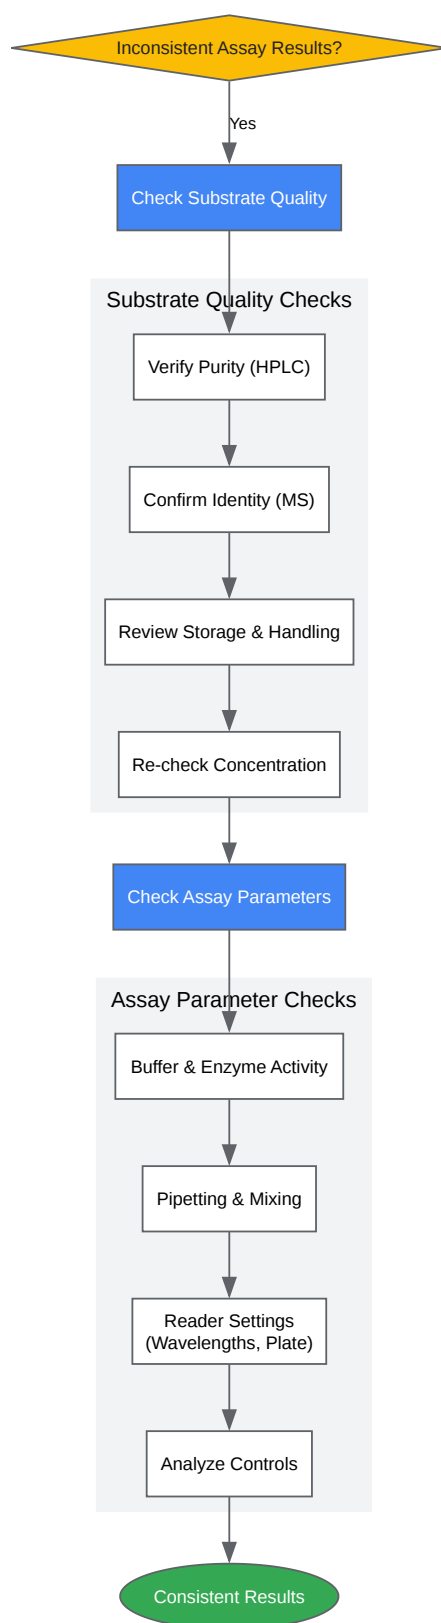 Inconsistent Assay Results?
Yes
Check Substrate Quality
Substrate Quality Checks
Verify Purity (HPLC)
Confirm Identity (MS)
Review Storage & Handling
Re-check Concentration
Check Assay Parameters
Assay Parameter Checks
Buffer & Enzyme Activity
Pipetting & Mixing
Reader Settings
(Wavelengths, Plate)
Analyze Controls
Consistent Results